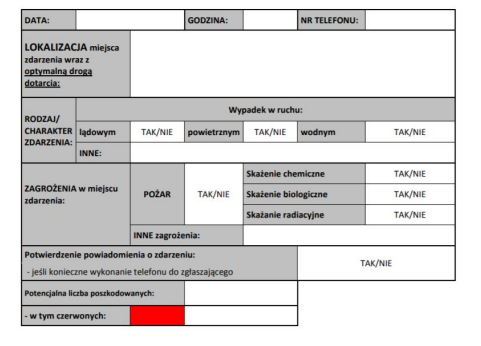 DATA: GODZINA: NR TELEFONU:
LOKALIZACJA miejsca
zdarzenia wraz z
optymalną drogą
dotarcia:
RODZAJ/
CHARAKTER
ZDARZENIA:
Wypadek w ruchu:
lądowym TAK/NIE powietrznym TAK/NIE wodnym TAK/NIE
INNE:
ZAGROŻENIA w miejscu
zdarzenia:
POŻAR TAK/NIE
Skażenie chemiczne TAK/NIE
Skażenie biologiczne TAK/NIE
Skażanie radiacyjne TAK/NIE
INNE zagrożenia:
Potwierdzenie powiadomienia o zdarzeniu:
- jeśli konieczne wykonanie telefonu do zgłaszającego
TAK/NIE
Potencjalna liczba poszkodowanych:
- w tym czerwonych: